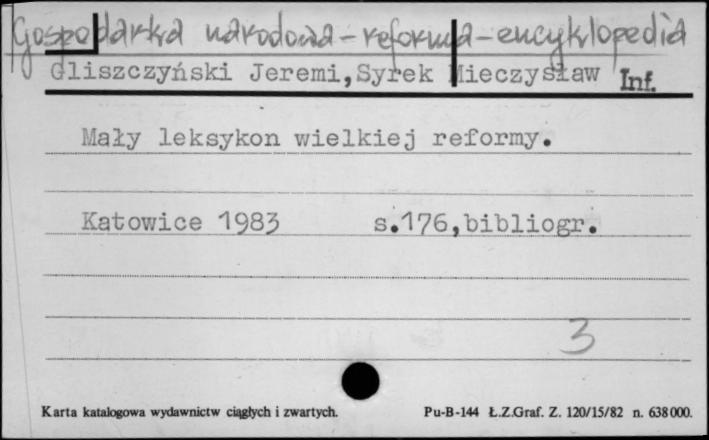 Gospodarka narodowa - reforma - encyklopedia
Gliszczyński Jeremi,Syrek Mieczysław Inf.
Mały leksykon wielkiej reformy.
Katowice 1983 s.176,bibliogr.
3
Karta katalogowa wydawnictw ciągłych i zwartych. Pu-B-144 Ł.Z.Graf. Z. 120/15/82 n. 638000.